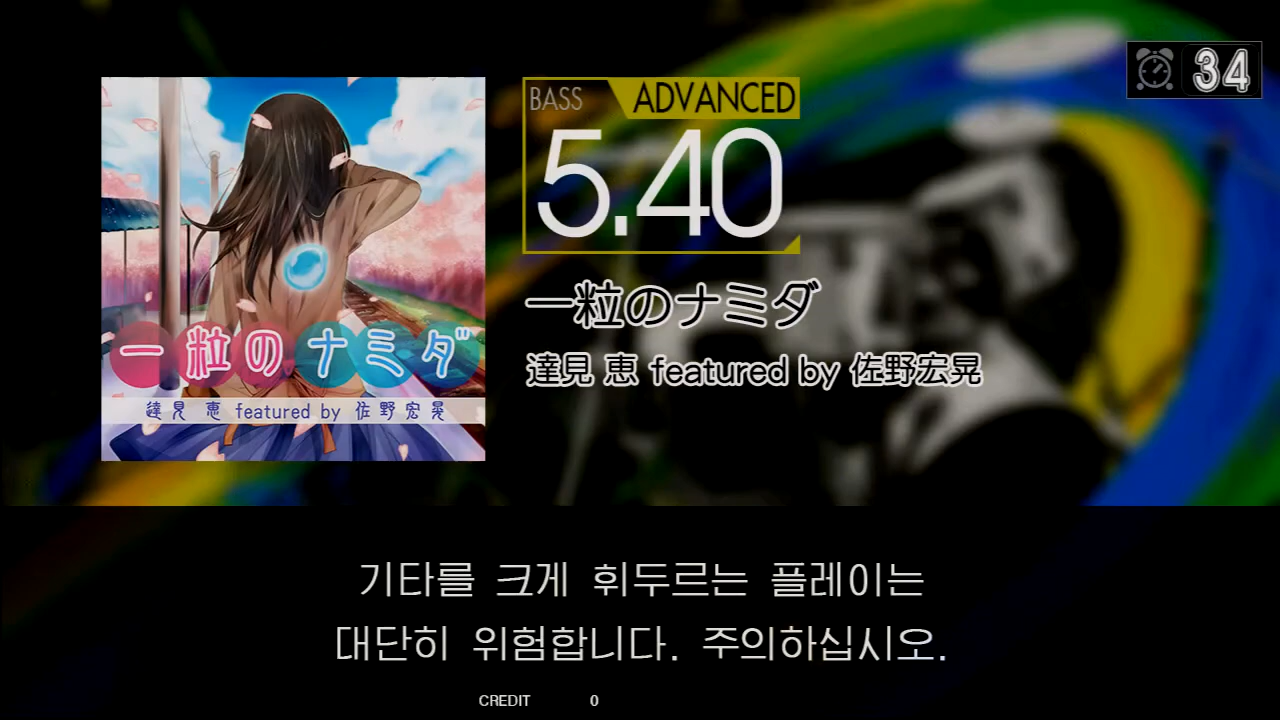 34
BASS ADVANCED
5.40
一粒のナミダ
達見 恵 featured by 佐野宏晃
一粒のナミダ
達見 恵 featured by 佐野宏晃
기타를 크게 휘두르는 플레이는
대단히 위험합니다. 주의하십시오.
CREDIT 0